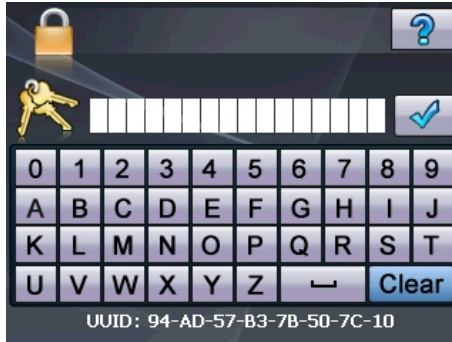 ?
0 1 2 3 4 5 6 7 8 9
A B C D E F G H I J
K L M N O P Q R S T
U V W X Y Z Clear
UUID: 94-AD-57-B3-7B-50-7C-10